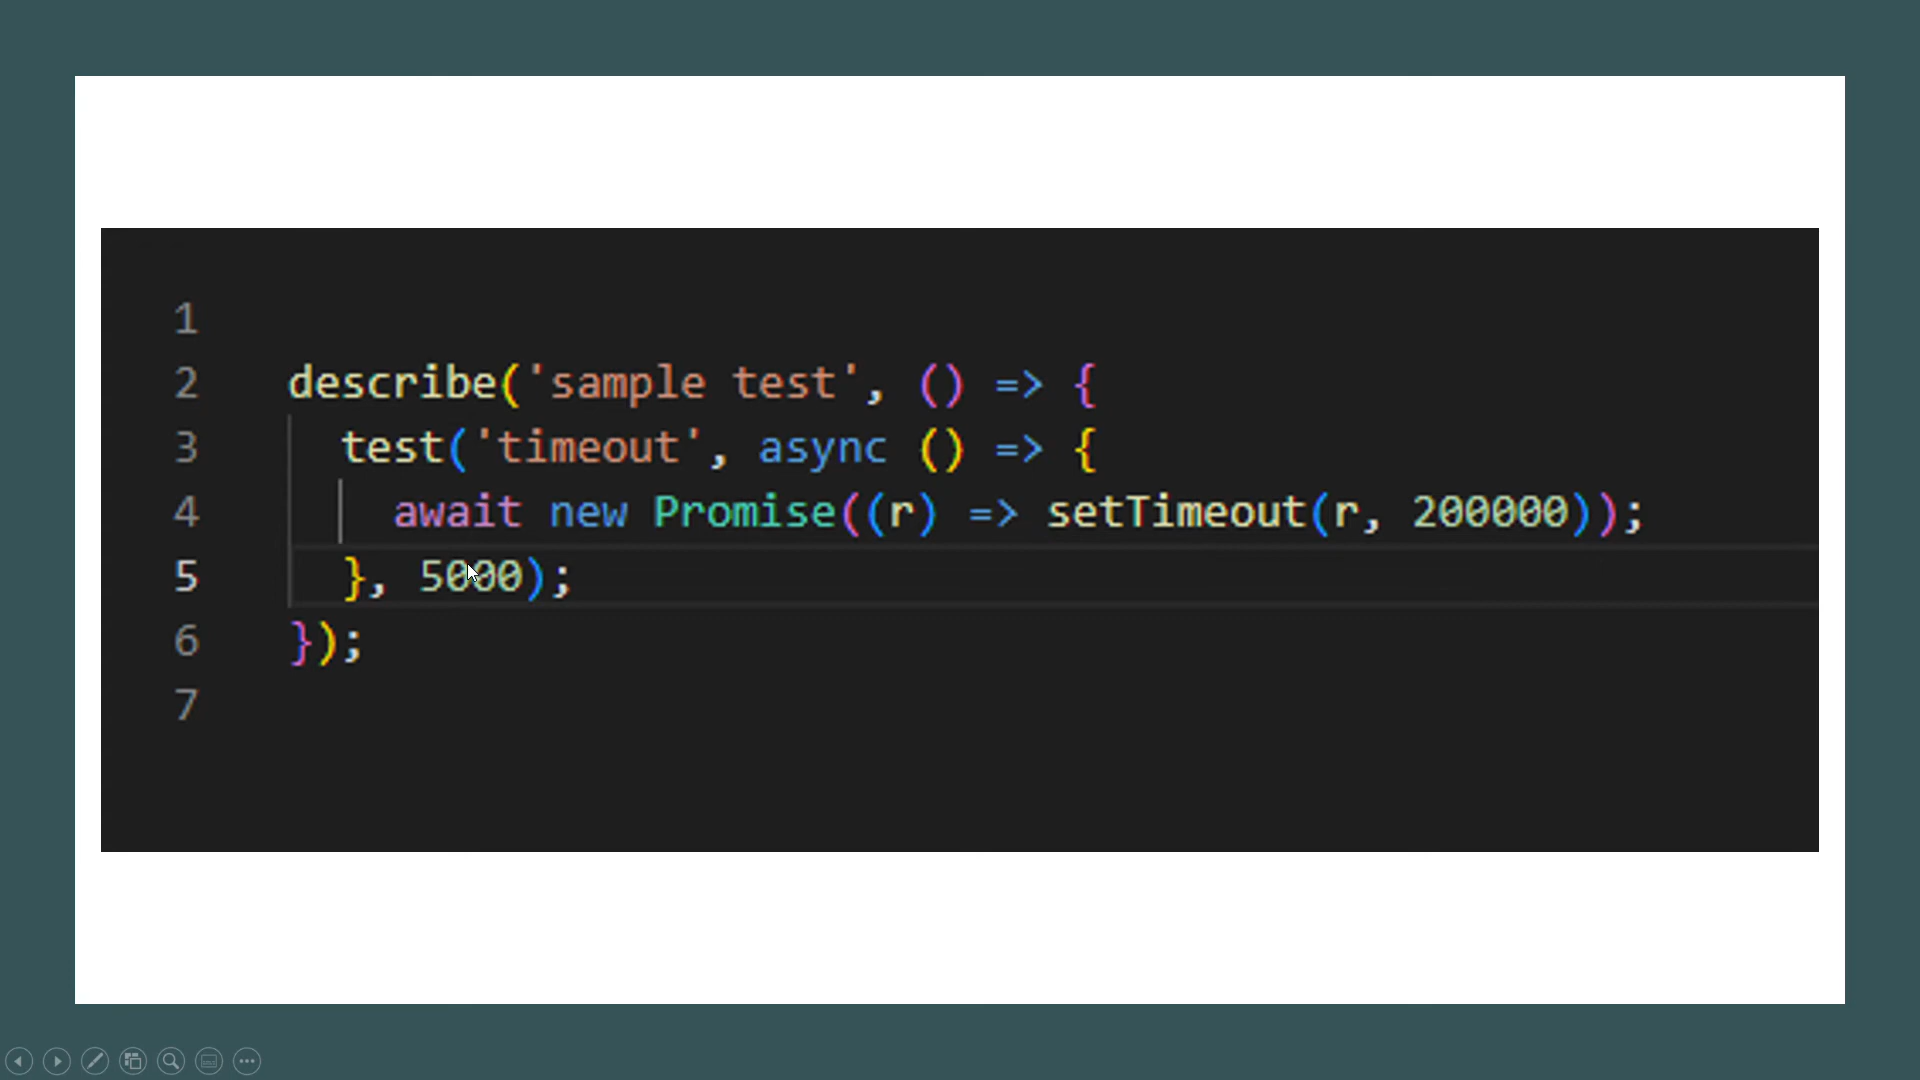 1
2 describe('sample test', () => {
3 test('timeout', async () => {
4 await new Promise((r) => setTimeout(r, 200000));
5 }, 5000);
6 });
7